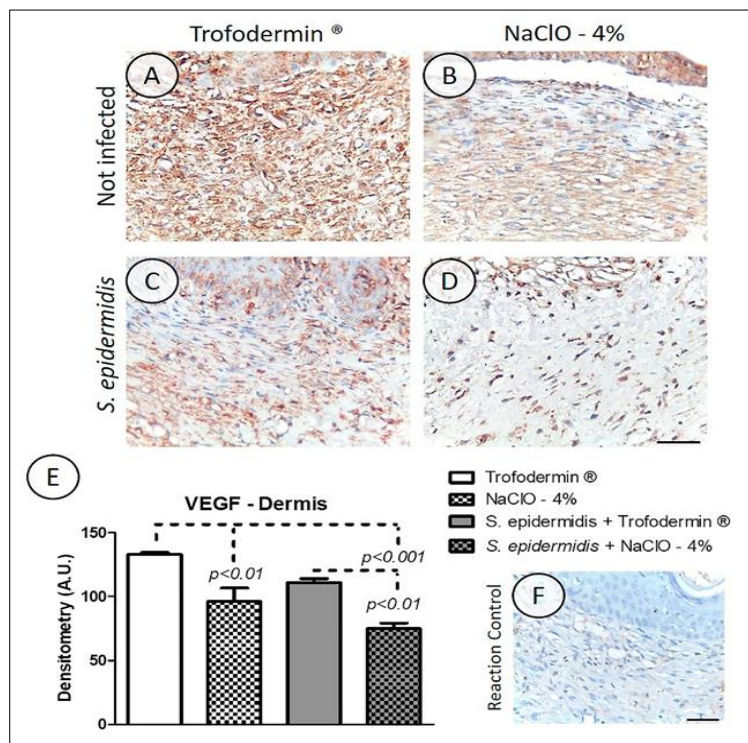 Trofodermin ®
NaClO - 4%
Not infected
A
B
S. epidermidis
C
D
E
VEGF - Dermis
Densitometry (A.U.)
150
100
50
0
p<0.01
p<0.001
p<0.01
Trofodermin ®
NaClO - 4%
S. epidermidis + Trofodermin ®
S. epidermidis + NaClO - 4%
Reaction Control
F